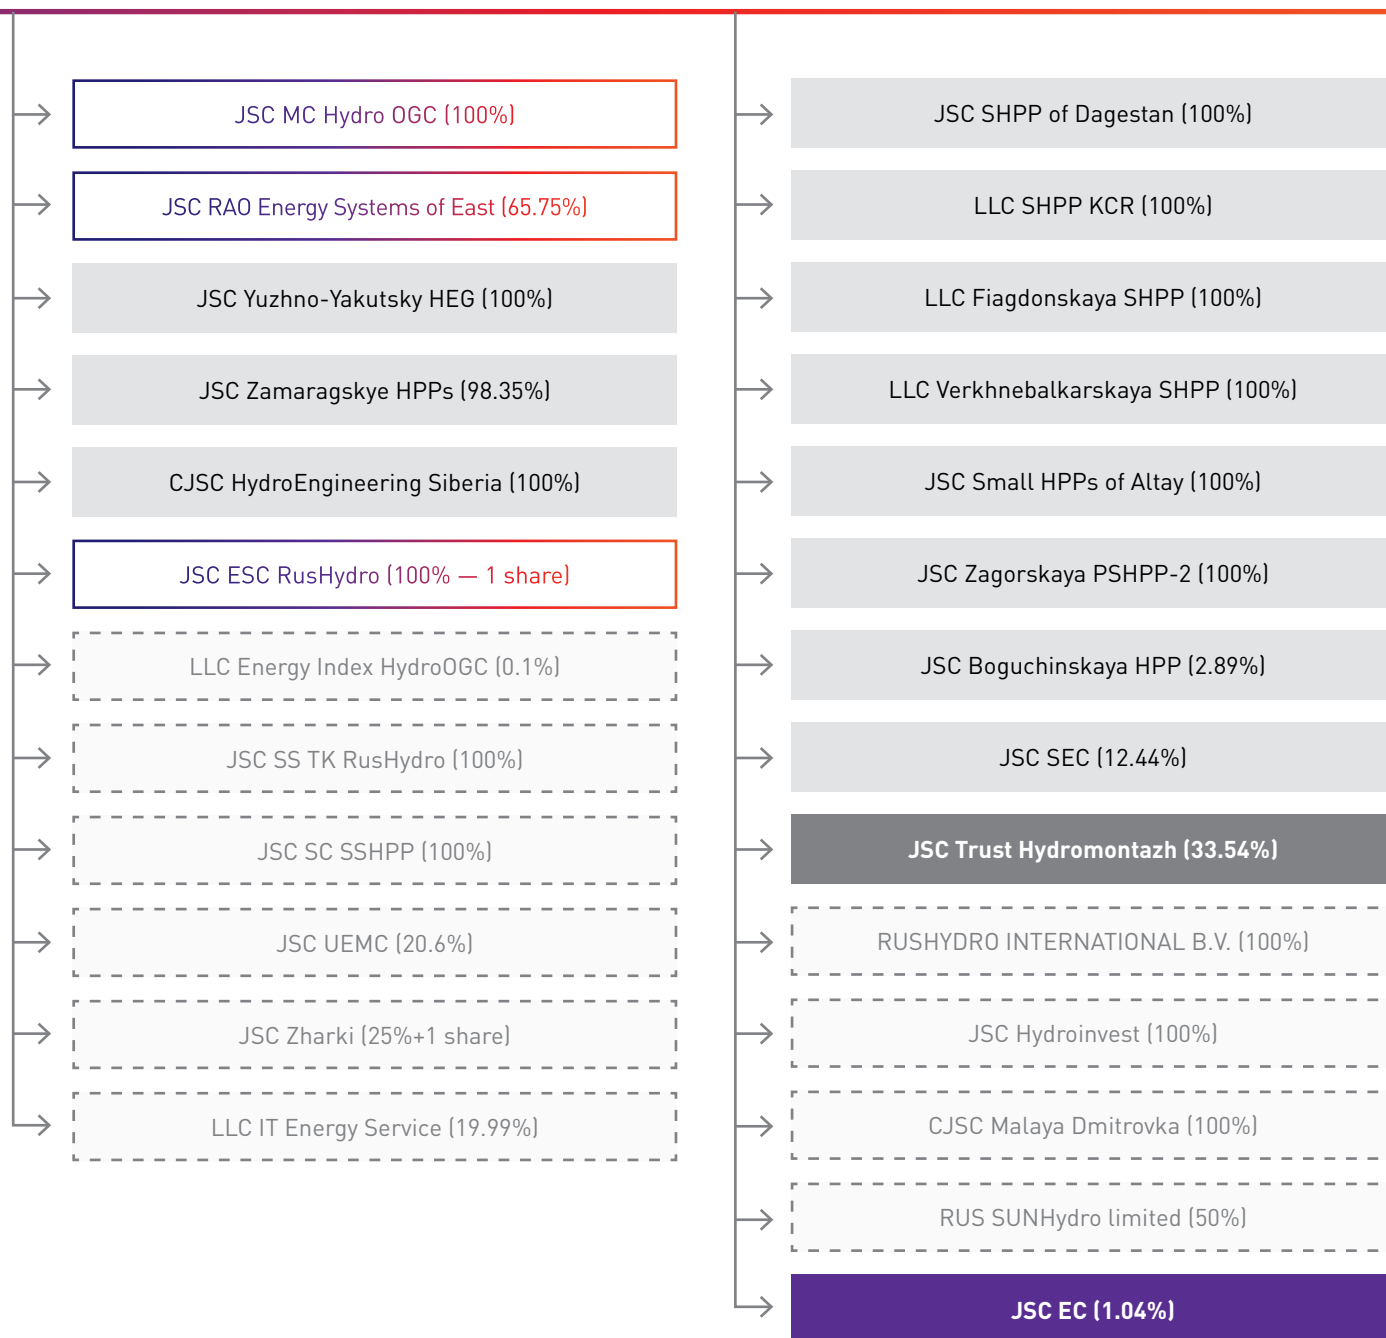 JSC MC Hydro OGC (100%)
JSC RAO Energy Systems of East (65.75%)
JSC Yuzhno-Yakutsky HEG (100%)
JSC Zamaragskye HPPs (98.35%)
CJSC HydroEngineering Siberia (100%)
JSC ESC RusHydro (100% — 1 share)
LLC Energy Index HydroOGC (0.1%)
JSC SS TK RusHydro (100%)
JSC SC SSHPP (100%)
JSC UEMC (20.6%)
JSC Zharki (25%+1 share)
LLC IT Energy Service (19.99%)
JSC SHPP of Dagestan (100%)
LLC SHPP KCR (100%)
LLC Fiagdonskaya SHPP (100%)
LLC Verkhnebalkarskaya SHPP (100%)
JSC Small HPPs of Altay (100%)
JSC Zagorskaya PSHPP-2 (100%)
JSC Boguchinskaya HPP (2.89%)
JSC SEC (12.44%)
JSC Trust Hydromontazh (33.54%)
RUSHYDRO INTERNATIONAL B.V. (100%)
JSC Hydroinvest (100%)
CJSC Malaya Dmitrovka (100%)
RUS SUNHydro limited (50%)
JSC EC (1.04%)